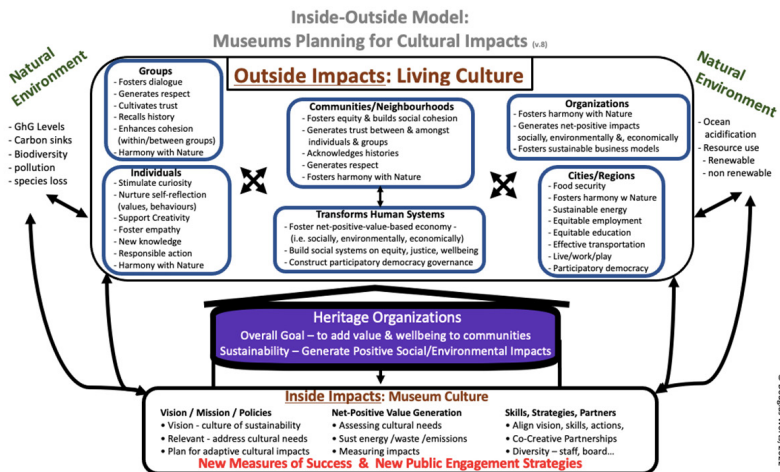 Inside-Outside Model:
Museums Planning for Cultural Impacts (v.8)
Natural
Environment
- GhG Levels
- Carbon sinks
- Biodiversity
- pollution
- species loss
Outside Impacts: Living Culture
Groups
- Fosters dialogue
- Generates respect
- Cultivates trust
- Recalls history
- Enhances cohesion
(within/between groups)
- Harmony with Nature
Individuals
- Stimulate curiosity
- Nurture self-reflection
(values, behaviours)
- Support Creativity
- Foster empathy
- New knowledge
- Responsible action
- Harmony with Nature
Communities/Neighbourhoods
- Fosters equity & builds social cohesion
- Generates trust between & amongst
individuals & groups
- Acknowledges histories
- Generates respect
- Fosters harmony with Nature
Transforms Human Systems
- Foster net-positive-value-based economy -
- (i.e. socially, environmentally, economically)
- Build social systems on equity, justice, wellbeing
- Construct participatory democracy governance
Organizations
- Fosters harmony with Nature
- Generates net-positive impacts
socially, environmentally &, economically)
- Fosters sustainable business models
Cities/Regions
- Food security
- Fosters harmony w Nature
- Sustainable energy
- Equitable employment
- Equitable education
- Effective transportation
- Live/work/play
- Participatory democracy
Natural
Environment
- Ocean
acidification
- Resource use
- Renewable
- non renewable
Heritage Organizations
Overall Goal – to add value & wellbeing to communities
Sustainability – Generate Positive Social/Environmental Impacts
Inside Impacts: Museum Culture
Vision / Mission / Policies
• Vision - culture of sustainability
• Relevant - address cultural needs
• Plan for adaptive cultural impacts
Net-Positive Value Generation
• Assessing cultural needs
• Sust energy /waste /emissions
• Measuring impacts
Skills, Strategies, Partners
• Align vision, skills, actions,
• Co-Creative Partnerships
• Diversity – staff, board...
New Measures of Success & New Public Engagement Strategies